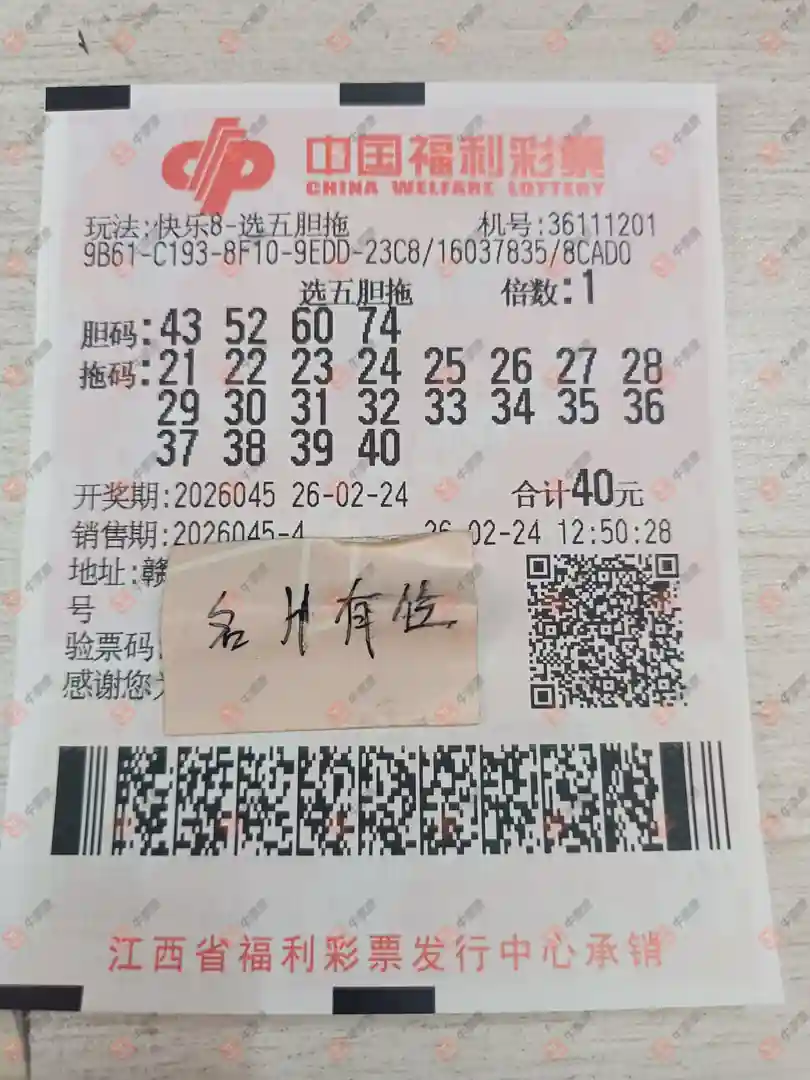 中国福利彩票
CHINA WELFARE LOTTERY
玩法:快乐8-选五胆拖 机号:36111201
9B61-C193-8F10-9EDD-23C8/16037835/8CAD0
选五胆拖 倍数:1
胆码:43 52 60 74
拖码:21 22 23 24 25 26 27 28
29 30 31 32 33 34 35 36
37 38 39 40
开奖期:2026045 26-02-24 合计40元
销售期:2026045-4 26-02-24 12:50:28
地址:赣
号
验票码
感谢您为
名片有位
江西省福利彩票发行中心承销